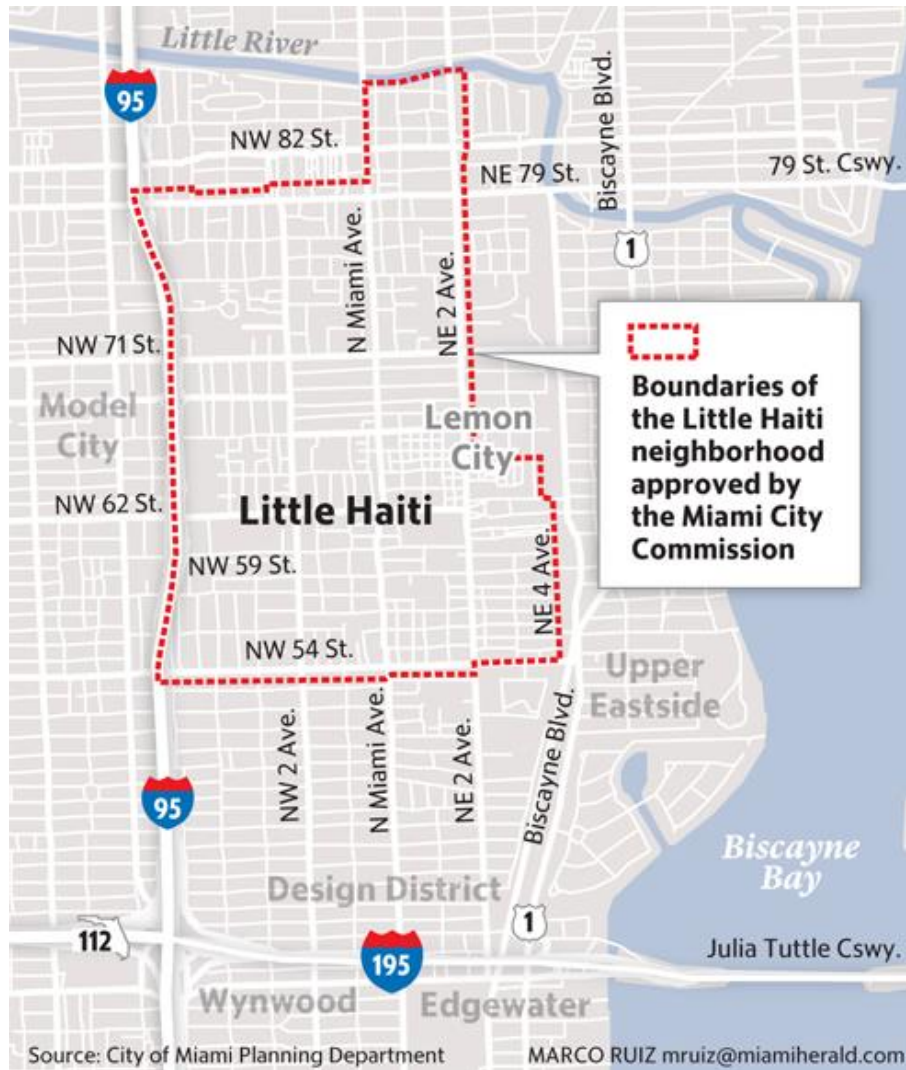 Little River
95
NW 82 St.
Biscayne Blvd.
NE 79 St.
79 St. Cswy.
N Miami Ave.
NE 2 Ave.
1
NW 71 St.
Model
City
Lemon
City
Boundaries of
the Little Haiti
neighborhood
approved by
the Miami City
Commission
NW 62 St.
Little Haiti
NW 59 St.
NE 4 Ave.
NW 54 St.
Upper
Eastside
NW 2 Ave.
N Miami Ave.
NE 2 Ave.
Biscayne Blvd.
95
Biscayne
Bay
Design District
1
112
195
Julia Tuttle Cswy.
Wynwood
Edgewater
Source: City of Miami Planning Department
MARCO RUIZ mruiz@miamiherald.com